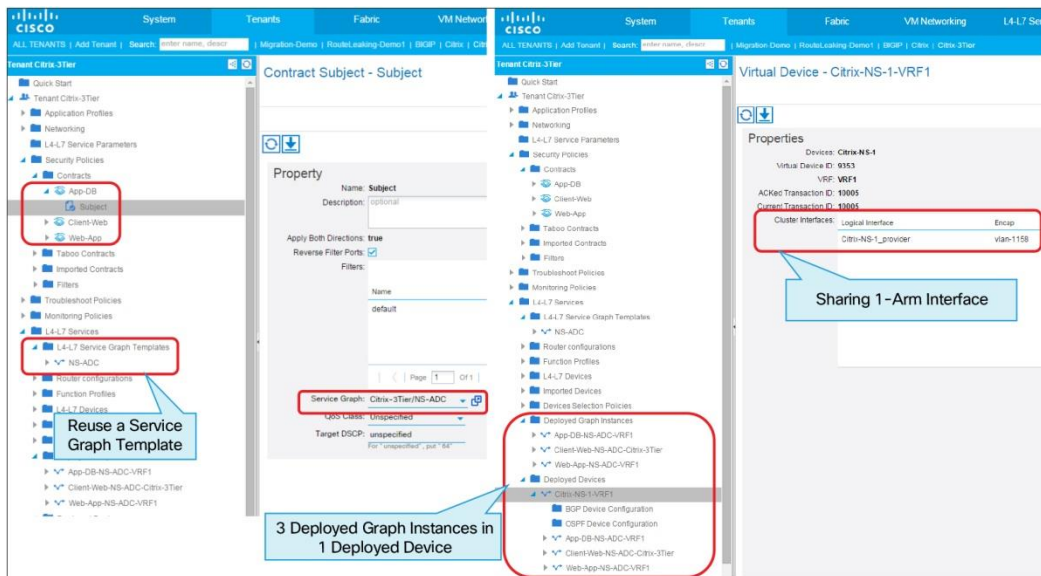 CISCO
System
Tenants
Fabric
VM Networ
ALL TENANTS | Add Tenant | Search: enter name, descr | Migration-Demo | RouteLeaking-Demo1 | BIGIP | Citrix | Citr
Tenant Citrix-3Tier
Quick Start
Tenant Citrix-3Tier
Application Profiles
Networking
L4-L7 Service Parameters
Security Policies
Contracts
App-DB
Subject
Client-Web
Web-App
Taboo Contracts
Imported Contracts
Filters
Troubleshoot Policies
Monitoring Policies
L4-L7 Services
L4-L7 Service Graph Templates
NS-ADC
Router configurations
Function Profiles
L4-L7 Devices
Reuse a Service
Graph Template
App-DB-NS-ADC-VRF1
Client-Web-NS-ADC-Citrix-3Tier
Web-App-NS-ADC-VRF1
Contract Subject - Subject
Property
Name: Subject
Description: optional
Apply Both Directions: true
Reverse Filter Ports:
Filters:
Name
default
Page 1 Of 1
Service Graph: Citrix-3Tier/NS-ADC
QoS Class: Unspecified
Target DSCP: unspecified
For "unspecified", put "64"
3 Deployed Graph Instances in
1 Deployed Device
CISCO
System
Tenants
Fabric
VM Networking
L4-L7 Se
ALL TENANTS | Add Tenant | Search: enter name, descr | Migration-Demo | RouteLeaking-Demo1 | BIGIP | Citrix | Citrix-3Tier
Tenant Citrix-3Tier
Quick Start
Tenant Citrix-3Tier
Application Profiles
Networking
L4-L7 Service Parameters
Security Policies
Contracts
App-DB
Client-Web
Web-App
Taboo Contracts
Imported Contracts
Filters
Troubleshoot Policies
Monitoring Policies
L4-L7 Services
L4-L7 Service Graph Templates
NS-ADC
Router configurations
Function Profiles
L4-L7 Devices
Imported Devices
Devices Selection Policies
Deployed Graph Instances
App-DB-NS-ADC-VRF1
Client-Web-NS-ADC-Citrix-3Tier
Web-App-NS-ADC-VRF1
Deployed Devices
Citrix-NS-1-VRF1
BGP Device Configuration
OSPF Device Configuration
App-DB-NS-ADC-VRF1
Client-Web-NS-ADC-Citrix-3Tier
Web-App-NS-ADC-VRF1
Virtual Device - Citrix-NS-1-VRF1
Properties
Devices: Citrix-NS-1
Virtual Device ID: 9353
VRF: VRF1
ACKed Transaction ID: 10005
Current Transaction ID: 10005
Cluster Interfaces: Logical Interface Encap
Citrix-NS-1_provider vlan-1158
Sharing 1-Arm Interface